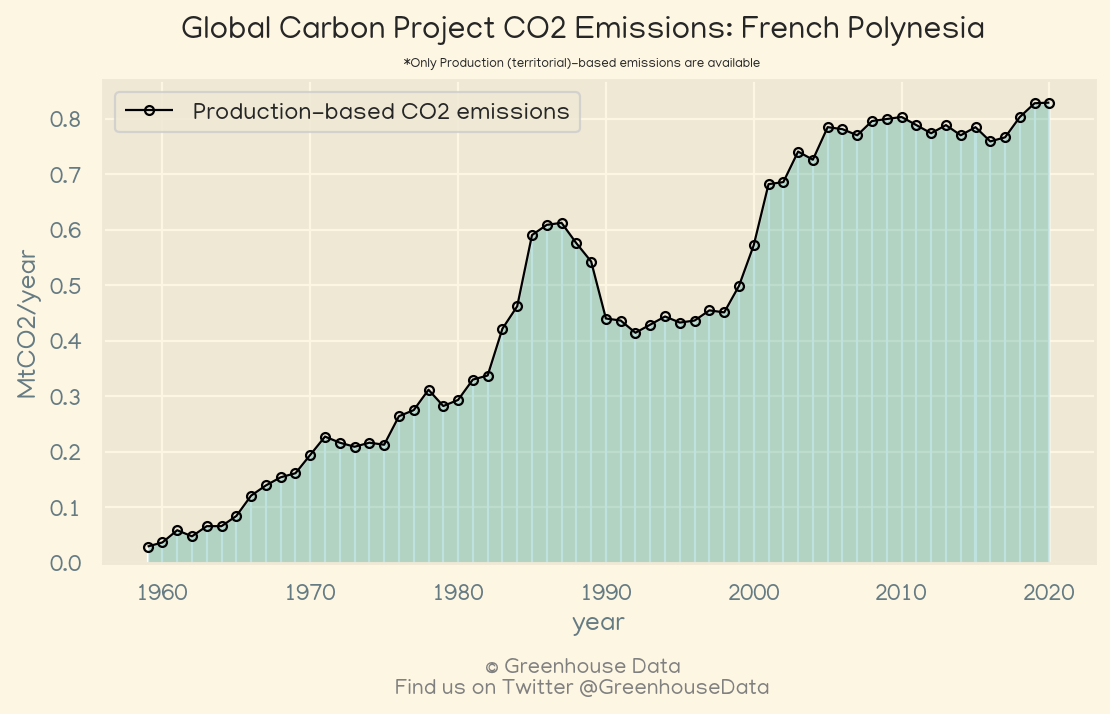 Global Carbon Project CO2 Emissions: French Polynesia
*Only Production (territorial)-based emissions are available
Production-based CO2 emissions
0.8
0.7
0.6
0.5
0.4
0.3
0.2
0.1
0.0
MtCO2/year
1960 1970 1980 1990 2000 2010 2020
year
© Greenhouse Data
Find us on Twitter @GreenhouseData